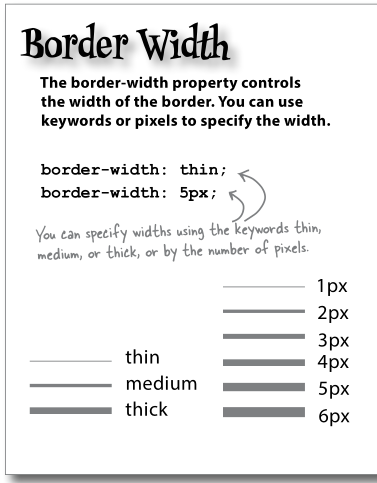 Border Width
The border-width property controls
the width of the border. You can use
keywords or pixels to specify the width.
border-width: thin;
border-width: 5px;
You can specify widths using the keywords thin,
medium, or thick, or by the number of pixels.
thin
medium
thick
1px
2px
3px
4px
5px
6px